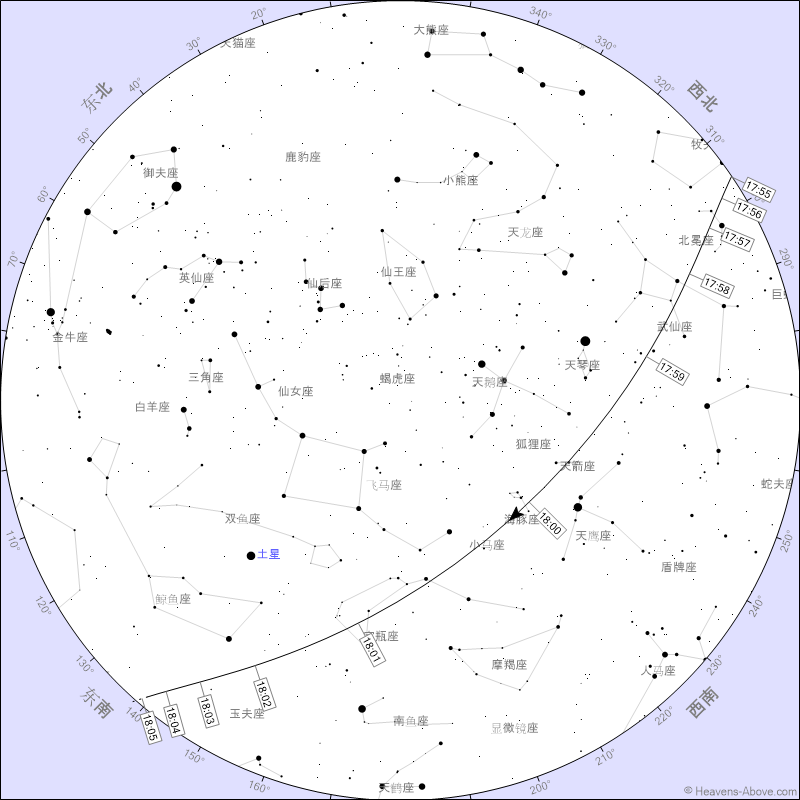 20°
大熊座
340°
30°
天猫座
330°
40°
东北
320°
西北
50°
310°
牧
鹿豹座
御夫座
小熊座
60°
17:55
17:56
天龙座
北冕座
17:57
70°
290°
英仙座
仙后座
仙王座
17:58
巨
金牛座
武仙座
三角座
蝎虎座
天鹅座
天琴座
17:59
仙女座
白羊座
狐狸座
天箭座
飞马座
蛇夫座
双鱼座
海豚座
18:00
天鹰座
110°
250°
土星
小马座
盾牌座
鲸鱼座
120°
240°
宝瓶座
18:01
摩羯座
人马座
130°
230°
18:02
东南
140°
18:05
18:04
18:03
玉夫座
南鱼座
显微镜座
220°
西南
150°
210°
160°
天鹤座
200°
© Heavens-Above.com